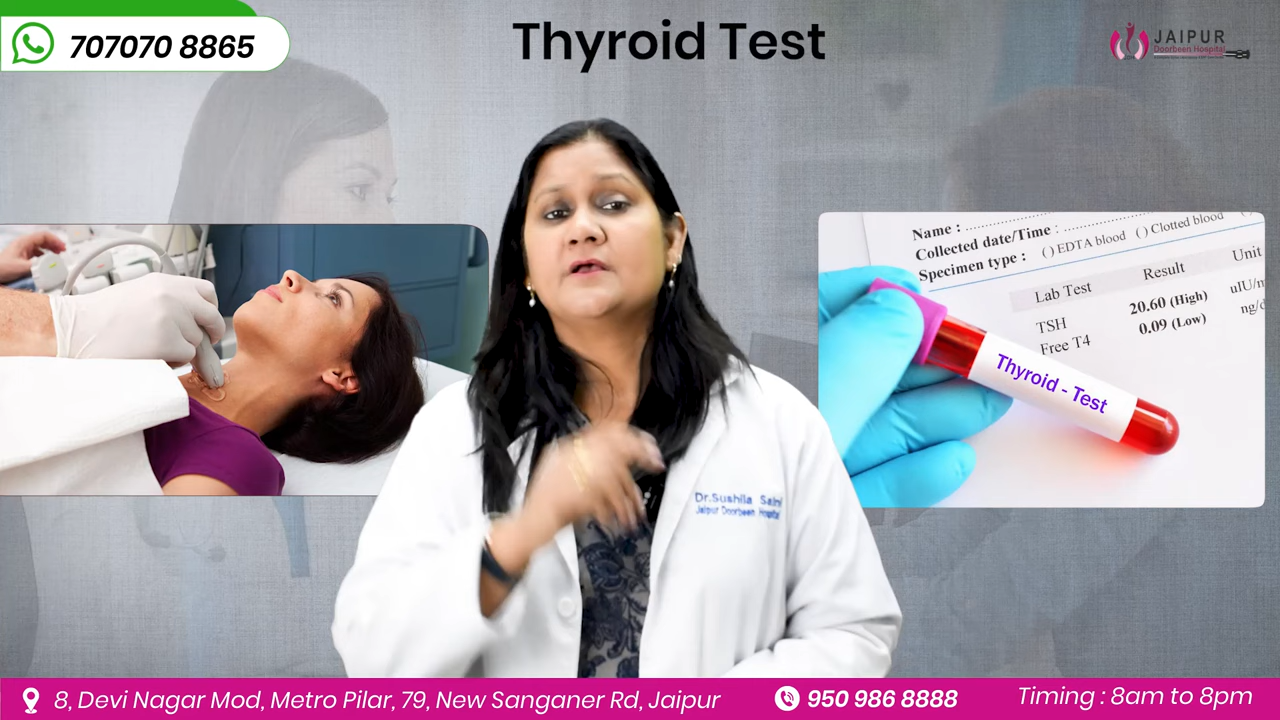 707070 8865
Thyroid Test
JAIPUR
Doorbeen Hospital
Name :
Collected date/Time :
Specimen type : ( ) EDTA blood ( ) Clotted blood
Lab Test Result Unit
TSH 20.60 (High)
Free T4 0.09 (Low)
Thyroid - Test
Dr.Sushila Saini
Jaipur Doorbeen Hospital
8, Devi Nagar Mod, Metro Pilar, 79, New Sanganer Rd, Jaipur
950 986 8888
Timing : 8am to 8pm